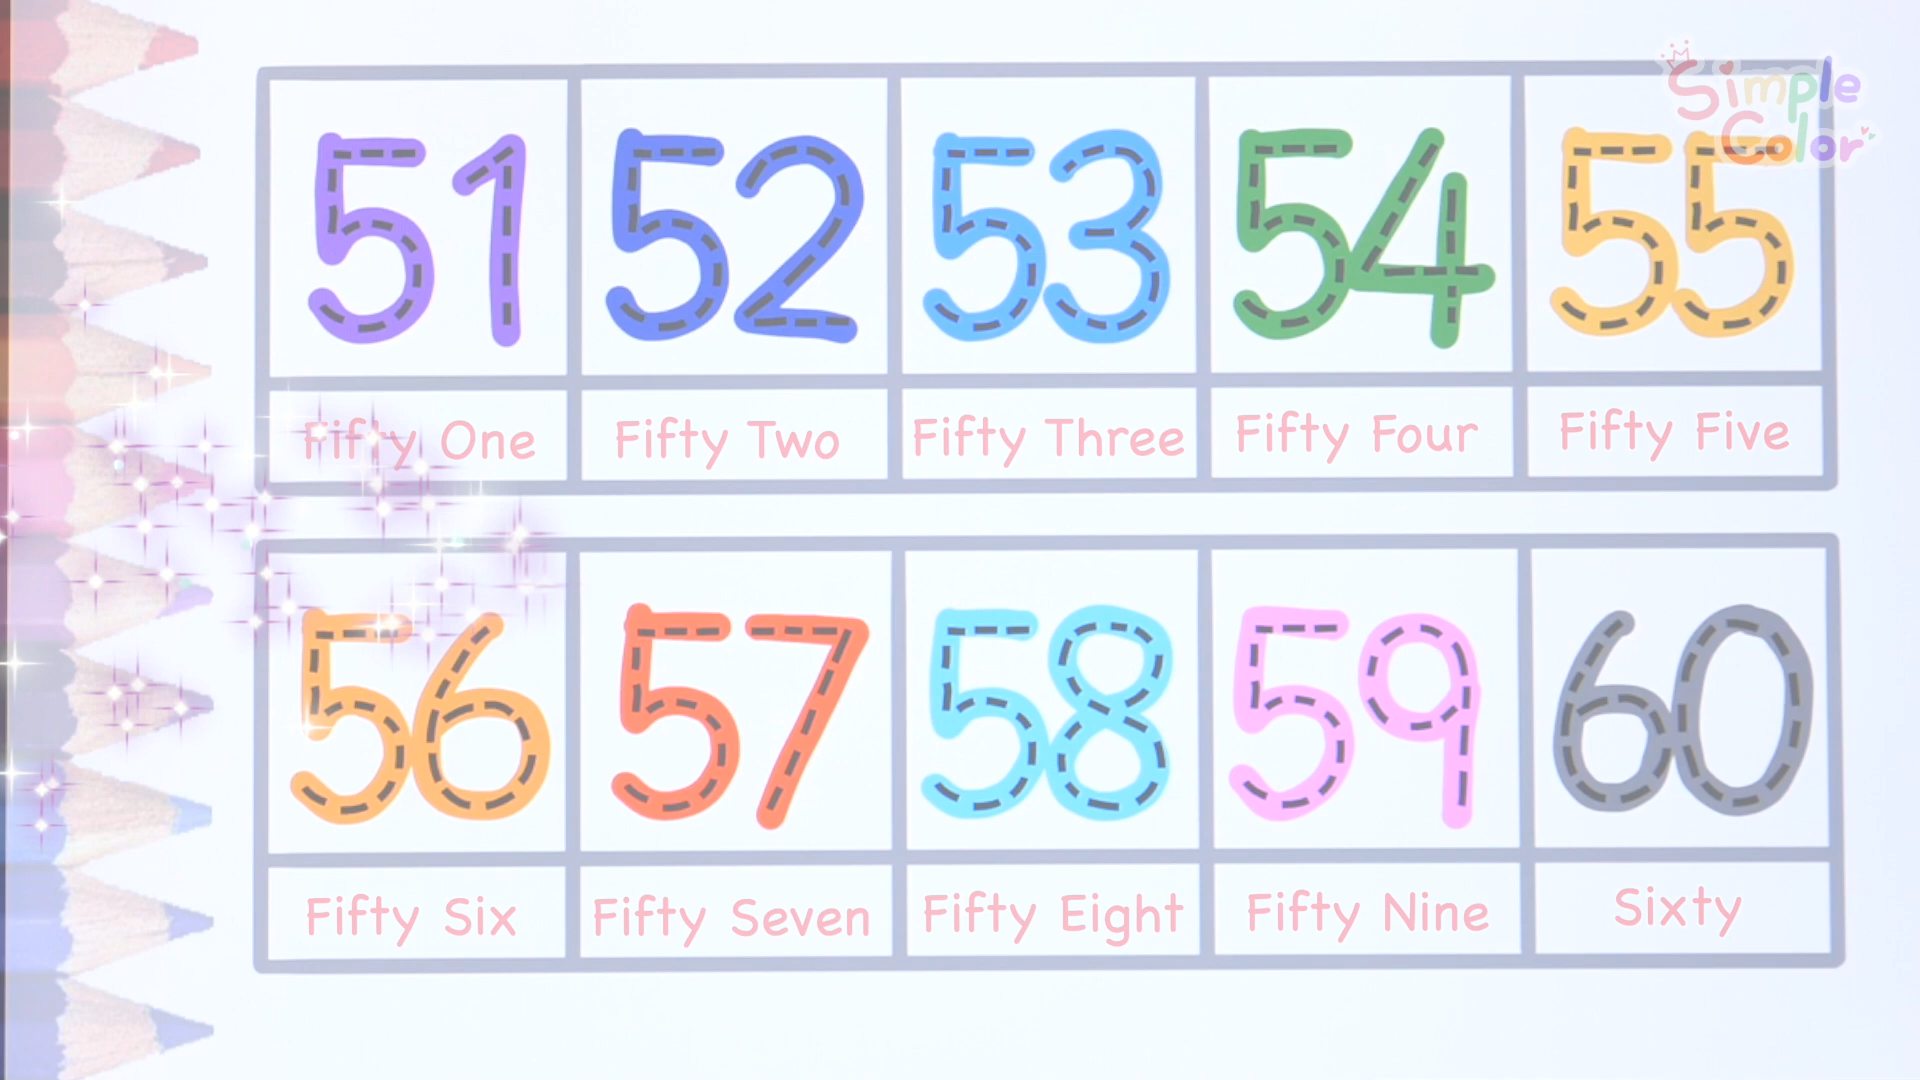 Simple
Color
51 52 53 54 55
Fifty One Fifty Two Fifty Three Fifty Four Fifty Five
56 57 58 59 60
Fifty Six Fifty Seven Fifty Eight Fifty Nine Sixty